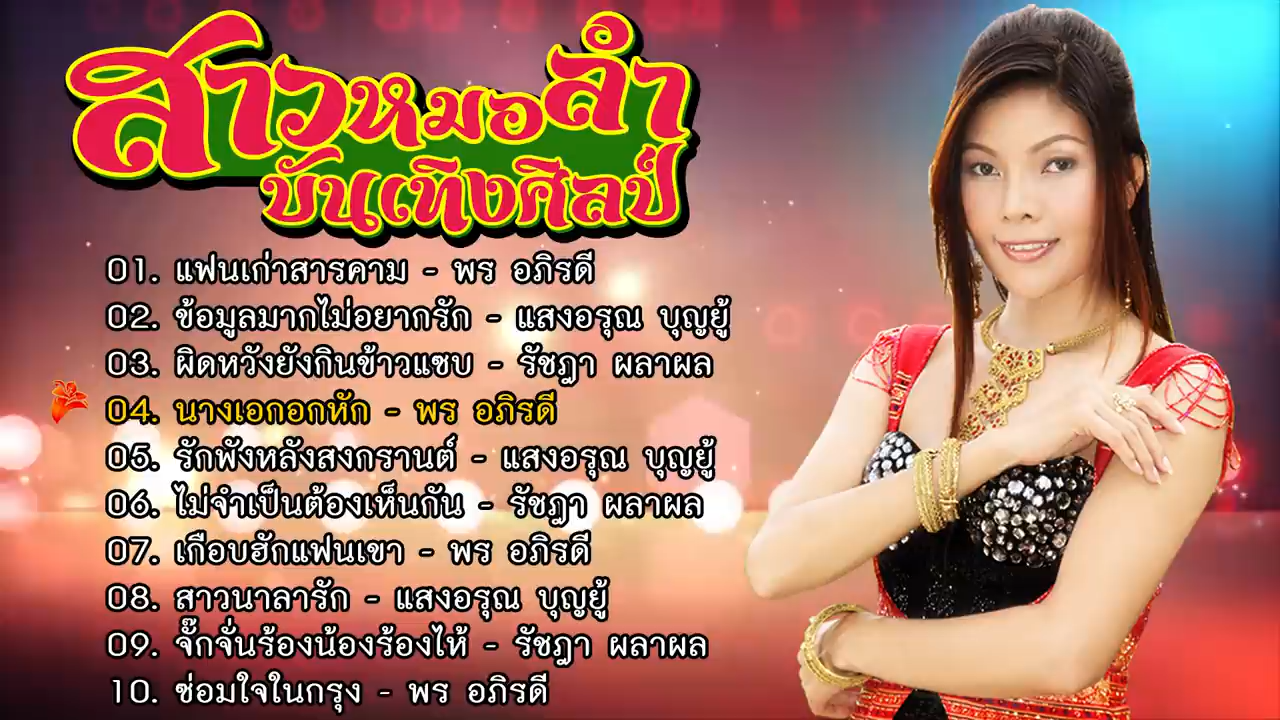 สาวหมอลำ
บันเทิงศิลป์
01. แฟนเก่าสารคาม - พร อภิรดี
02. ข้อมูลมากไม่อยากรัก - แสงอรุณ บุญยู้
03. ผิดหวังยังกินข้าวแซบ - รัชฎา ผลาผล
04. นางเอกอกหัก - พร อภิรดี
05. รักพังหลังสงกรานต์ - แสงอรุณ บุญยู้
06. ไม่จำเป็นต้องเห็นกัน - รัชฎา ผลาผล
07. เกือบฮักแฟนเขา - พร อภิรดี
08. สาวนาลารัก - แสงอรุณ บุญยู้
09. จั๊กจั่นร้องน้องร้องไห้ - รัชฎา ผลาผล
10. ซ่อมใจในกรุง - พร อภิรดี